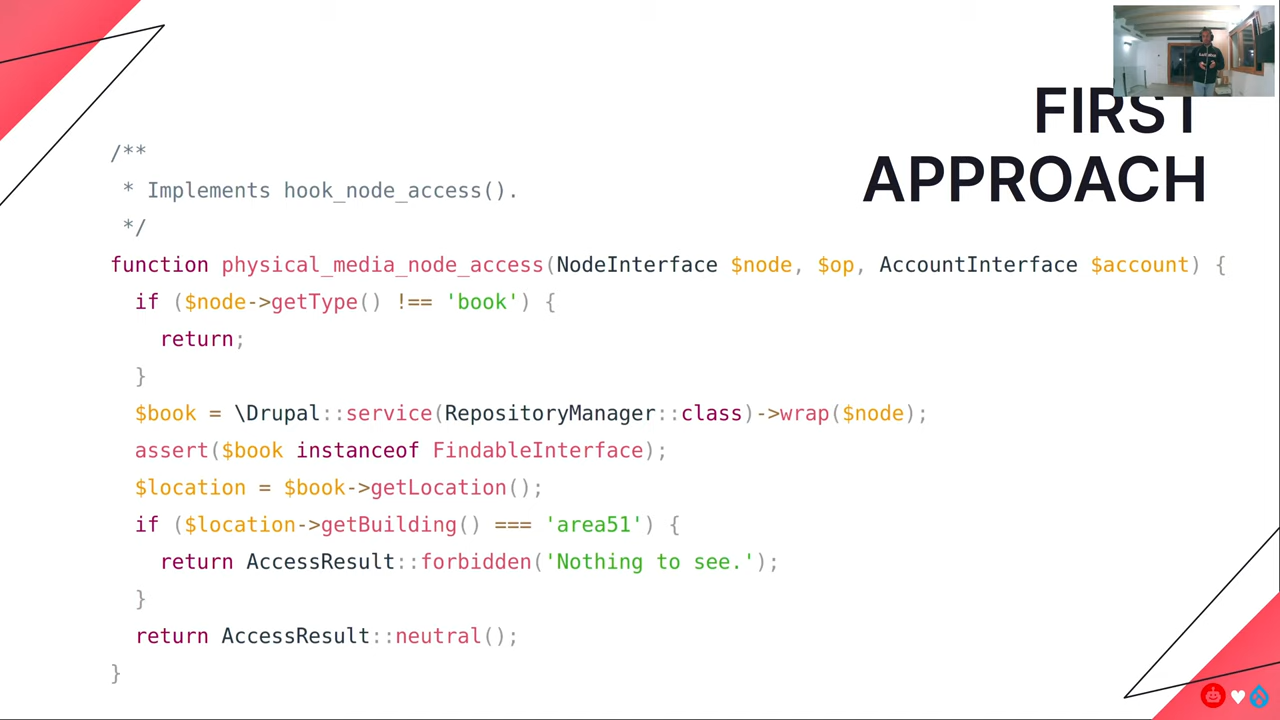 FIRST
APPROACH
/**
 * Implements hook_node_access().
 */
function physical_media_node_access(NodeInterface $node, $op, AccountInterface $account) {
  if ($node->getType() !== 'book') {
    return;
  }
  $book = \Drupal::service(RepositoryManager::class)->wrap($node);
  assert($book instanceof FindableInterface);
  $location = $book->getLocation();
  if ($location->getBuilding() === 'area51') {
    return AccessResult::forbidden('Nothing to see.');
  }
  return AccessResult::neutral();
}